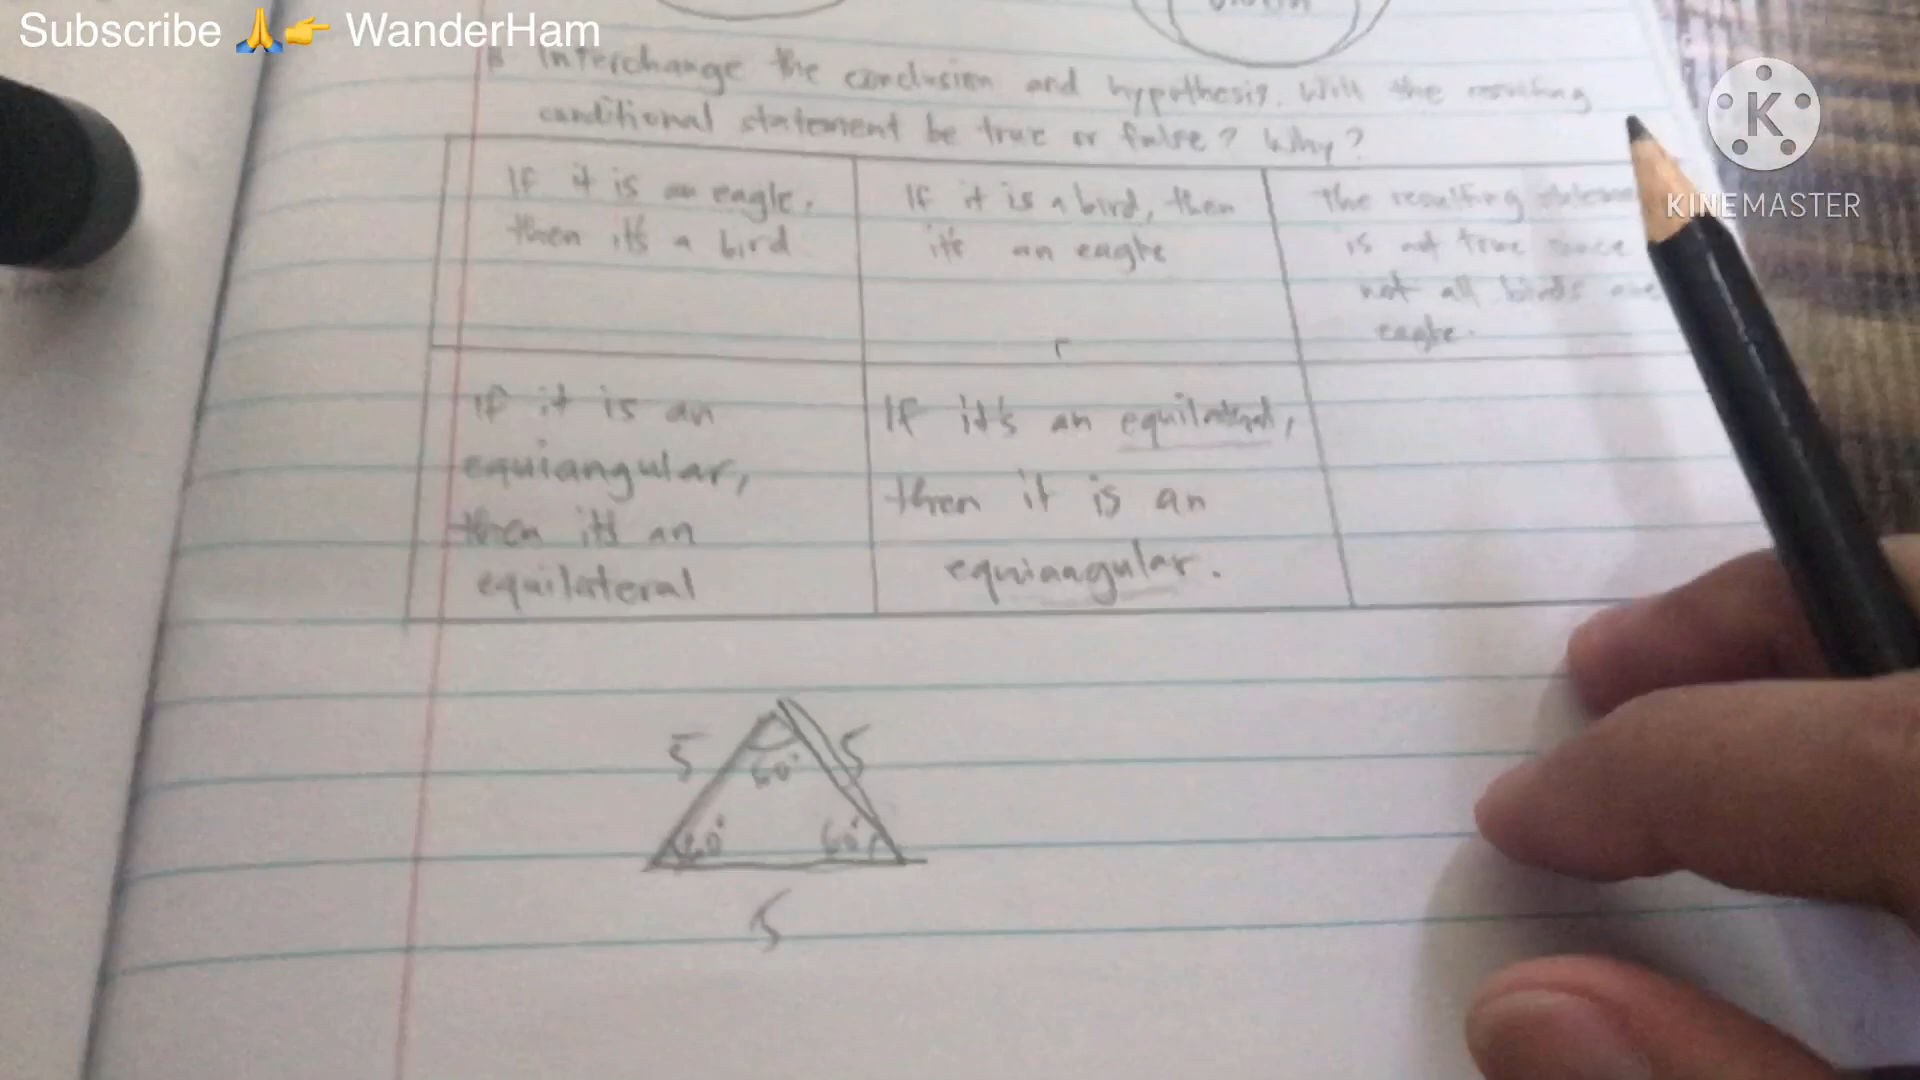 Subscribe 🙏👉 WanderHam
Interchange the conclusion and hypothesis. Will the resulting
conditional statement be true or false? Why?
If it is an eagle,
then it's a bird
If it is a bird, then
it's an eagle
The resulting
is not true since
not all birds are
eagle.
If it is an
equiangular,
then it's an
equilateral
r
If it's an equilateral,
then it is an
equiangular.
K
KINEMASTER
5
5
60°
60°
60°
5